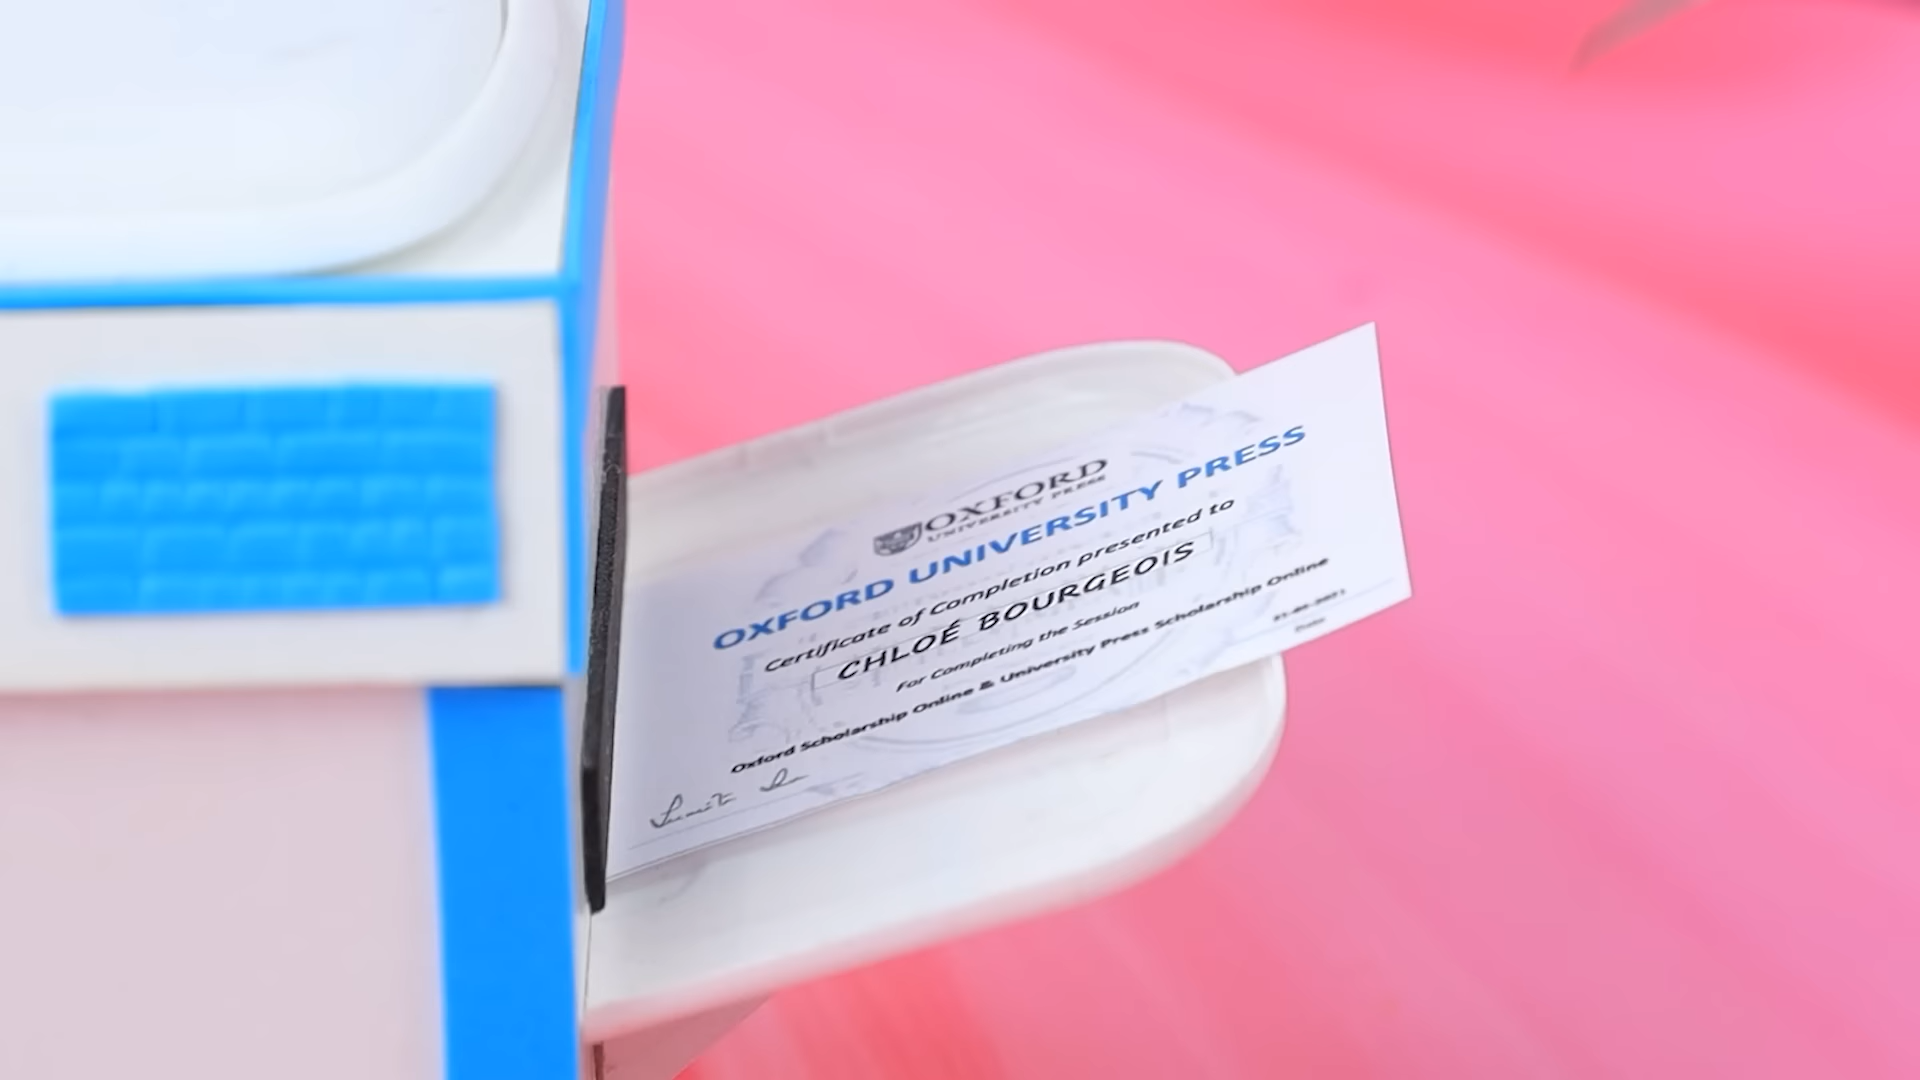 OXFORD
UNIVERSITY PRESS
OXFORD UNIVERSITY PRESS
Certificate of Completion presented to
CHLOÉ BOURGEOIS
For Completing the Session
Oxford Scholarship Online & University Press Scholarship Online
Date